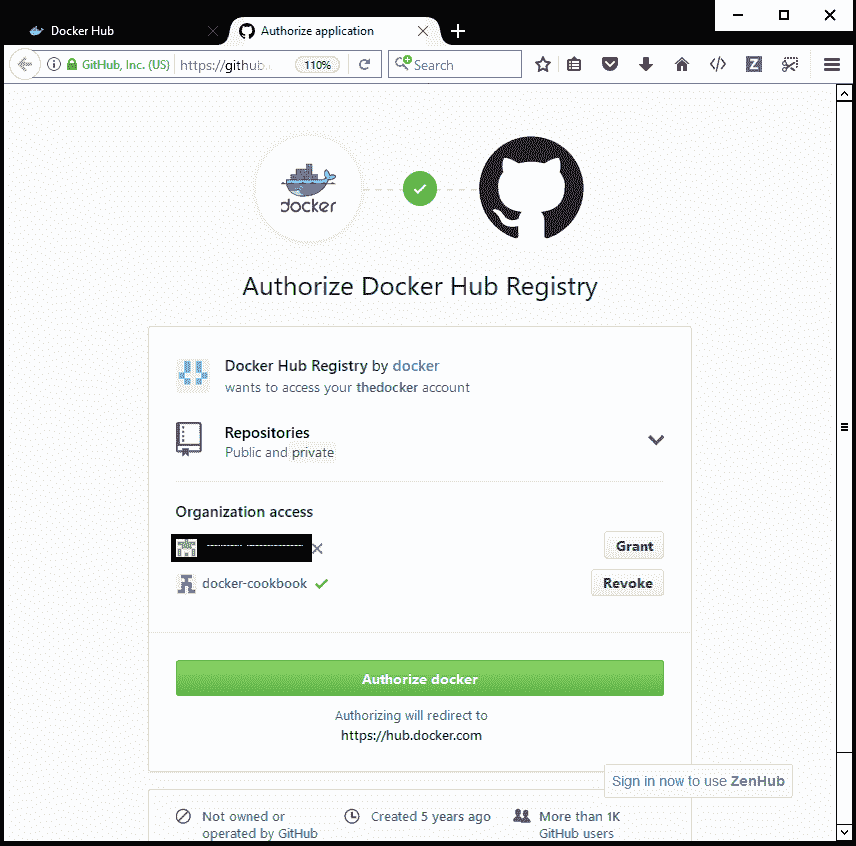 Docker Hub
Authorize application
GitHub, Inc. (US)
https://github.
110%
Search
docker
Authorize Docker Hub Registry
Docker Hub Registry by docker
wants to access your thedocker account
Repositories
Public and private
Organization access
Grant
docker-cookbook
Revoke
Authorize docker
Authorizing will redirect to
https://hub.docker.com
Sign in now to use ZenHub
Not owned or
operated by GitHub
Created 5 years ago
More than 1K
GitHub users